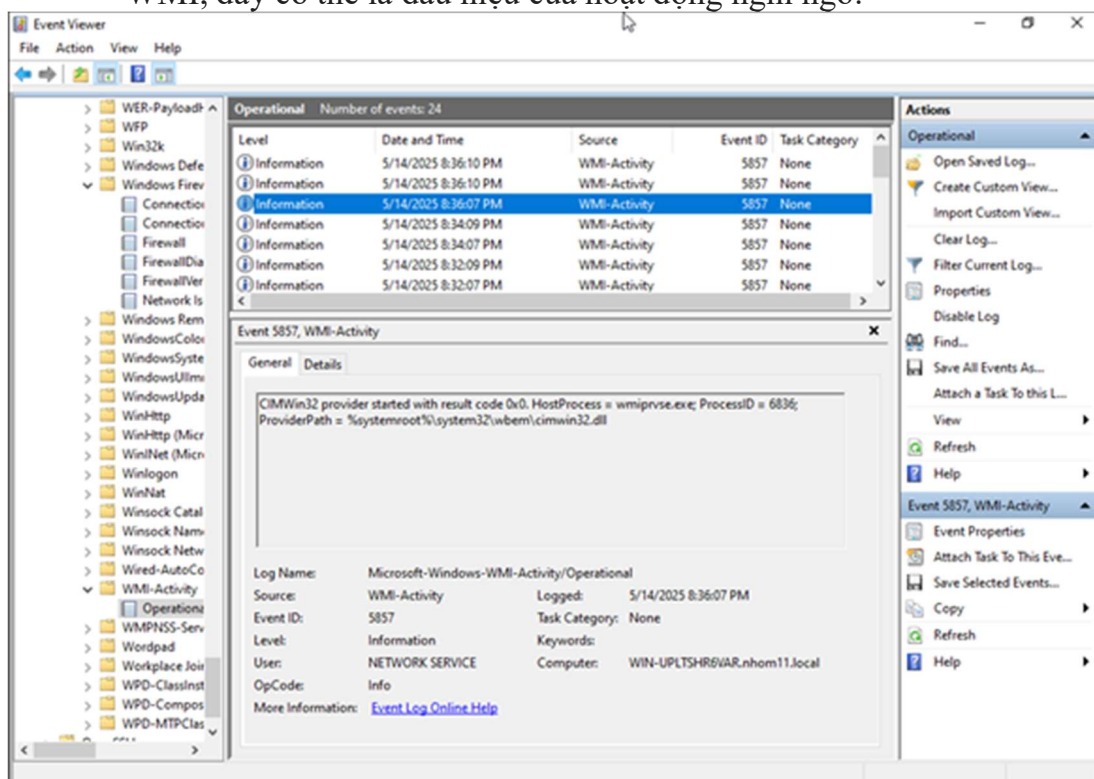 WMI, đây có thể là dấu hiệu của hoạt động nghi ngờ.
Event Viewer
File Action View Help
WER-PayloadH
WFP
Win32k
Windows Defe
Windows Firev
Connection
Connection
Firewall
FirewallDia
FirewallVer
Network Is
Windows Rem
WindowsColor
WindowsSyste
WindowsUIImm
WindowsUpda
WinHttp
WinHttp (Micr
WinINet (Micr
Winlogon
WinNat
Winsock Catal
Winsock Nam
Winsock Netw
Wired-AutoCo
WMI-Activity
Operationa
WMPNSS-Serv
Wordpad
Workplace Join
WPD-ClassInst
WPD-Compos
WPD-MTPClas
Operational Number of events: 24
Level Date and Time Source Event ID Task Category
Information 5/14/2025 8:36:10 PM WMI-Activity 5857 None
Information 5/14/2025 8:36:10 PM WMI-Activity 5857 None
Information 5/14/2025 8:36:07 PM WMI-Activity 5857 None
Information 5/14/2025 8:34:09 PM WMI-Activity 5857 None
Information 5/14/2025 8:34:07 PM WMI-Activity 5857 None
Information 5/14/2025 8:32:09 PM WMI-Activity 5857 None
Information 5/14/2025 8:32:07 PM WMI-Activity 5857 None
Event 5857, WMI-Activity
General Details
CIMWin32 provider started with result code 0x0. HostProcess = wmiprvse.exe; ProcessID = 6836;
ProviderPath = %systemroot%\system32\wbem\cimwin32.dll
Log Name: Microsoft-Windows-WMI-Activity/Operational
Source: WMI-Activity Logged: 5/14/2025 8:36:07 PM
Event ID: 5857 Task Category: None
Level: Information Keywords:
User: NETWORK SERVICE Computer: WIN-UPLTSHR6VAR.nhom11.local
OpCode: Info
More Information: Event Log Online Help
Actions
Operational
Open Saved Log...
Create Custom View...
Import Custom View...
Clear Log...
Filter Current Log...
Properties
Disable Log
Find...
Save All Events As...
Attach a Task To this L...
View
Refresh
Help
Event 5857, WMI-Activity
Event Properties
Attach Task To This Eve...
Save Selected Events...
Copy
Refresh
Help